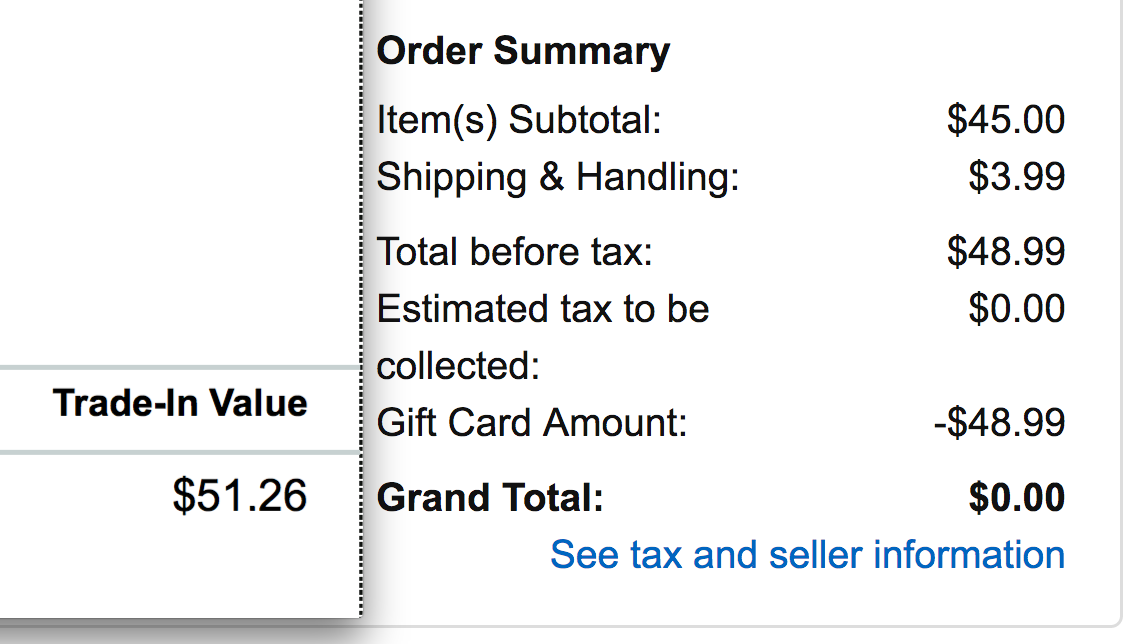 Order Summary
Item(s) Subtotal: $45.00
Shipping & Handling: $3.99
Total before tax: $48.99
Estimated tax to be $0.00
collected:
Gift Card Amount: -$48.99
Grand Total: $0.00
See tax and seller information
Trade-In Value
$51.26